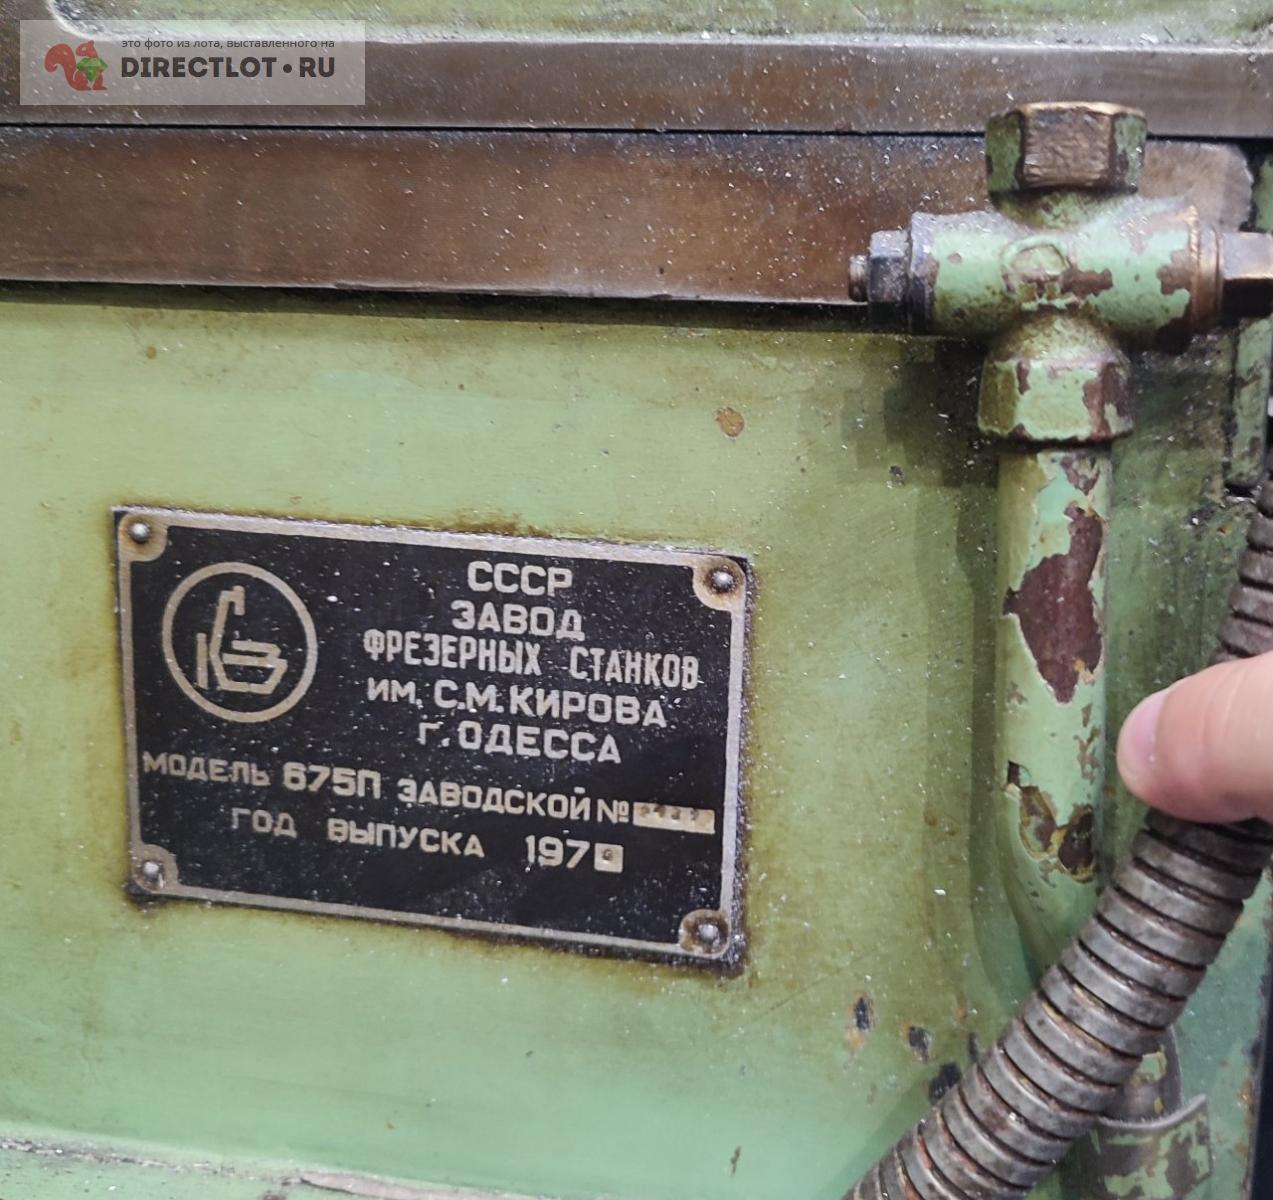 это фото из лота, выставленного на
DIRECTLOT•RU
СССР
ЗАВОД
ФРЕЗЕРНЫХ СТАНКОВ
ИМ. С.М. КИРОВА
Г. ОДЕССА
МОДЕЛЬ 675П ЗАВОДСКОЙ №
ГОД ВЫПУСКА 197